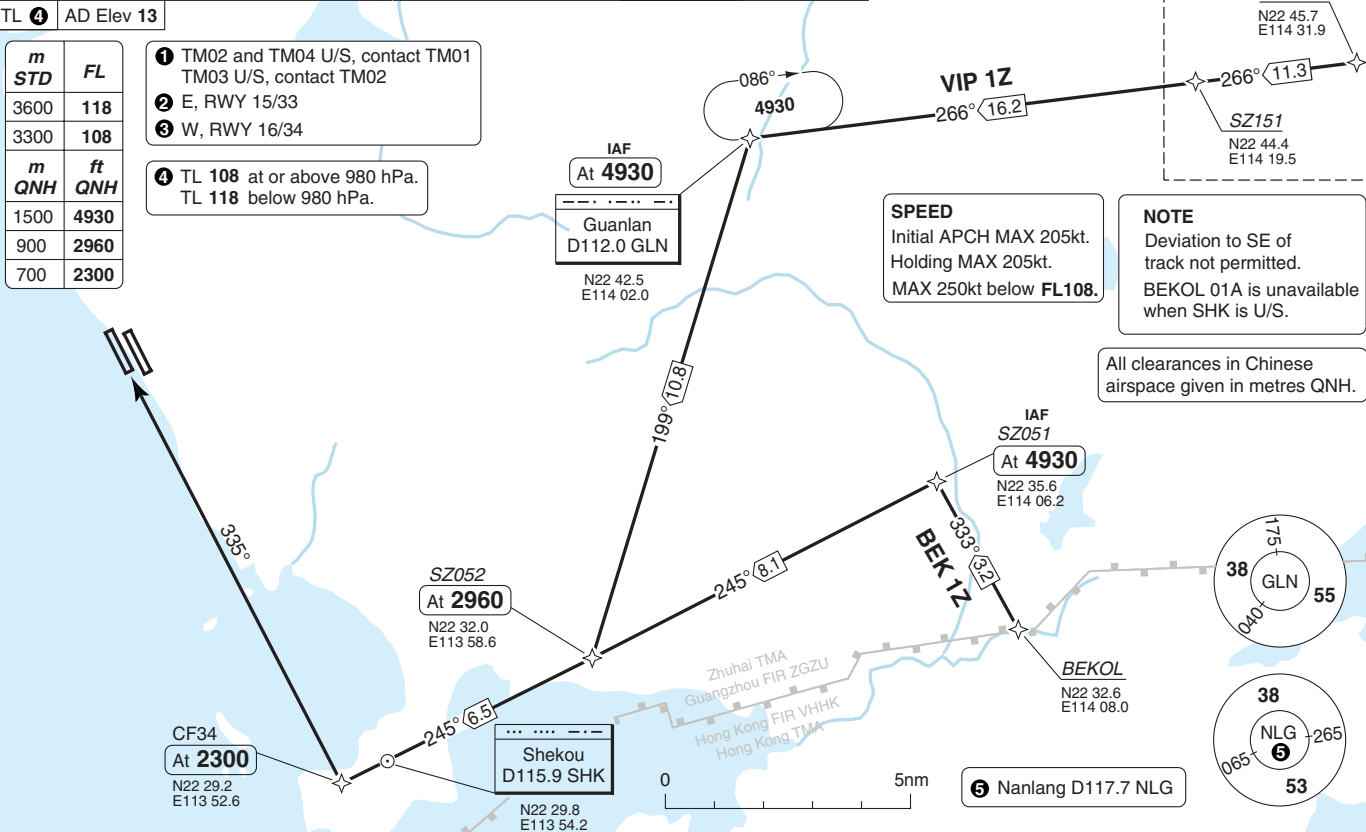 TL 4 AD Elev 13
m STD FL
3600 118
3300 108
m QNH ft QNH
1500 4930
900 2960
700 2300
1 TM02 and TM04 U/S, contact TM01
TM03 U/S, contact TM02
2 E, RWY 15/33
3 W, RWY 16/34
4 TL 108 at or above 980 hPa.
TL 118 below 980 hPa.
086°
4930
VIP 1Z
266° 16.2
266° 11.3
N22 45.7
E114 31.9
SZ151
N22 44.4
E114 19.5
IAF
At 4930
Guanlan
D112.0 GLN
N22 42.5
E114 02.0
SPEED
Initial APCH MAX 205kt.
Holding MAX 205kt.
MAX 250kt below FL108.
NOTE
Deviation to SE of
track not permitted.
BEKOL 01A is unavailable
when SHK is U/S.
All clearances in Chinese
airspace given in metres QNH.
199° 10.8
IAF
SZ051
At 4930
N22 35.6
E114 06.2
333° 3.2
BEK 1Z
245° 8.1
335°
SZ052
At 2960
N22 32.0
E113 58.6
BEKOL
N22 32.6
E114 08.0
Zhuhai TMA
Guangzhou FIR ZGZU
Hong Kong FIR VHHK
Hong Kong TMA
245° 6.5
CF34
At 2300
N22 29.2
E113 52.6
Shekou
D115.9 SHK
N22 29.8
E113 54.2
0 5nm
5 Nanlang D117.7 NLG
175
38 GLN 55
040
38
NLG 265
5
065
53